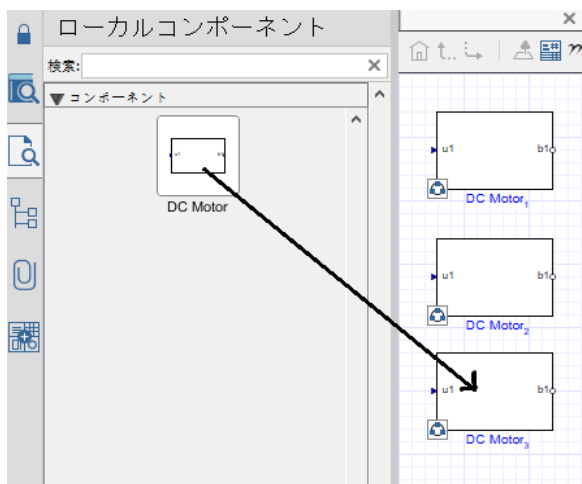 ローカルコンポーネント
検索:
コンポーネント
DC Motor
u1 b1
DC Motor1
u1 b1
DC Motor2
u1 b1
DC Motor3